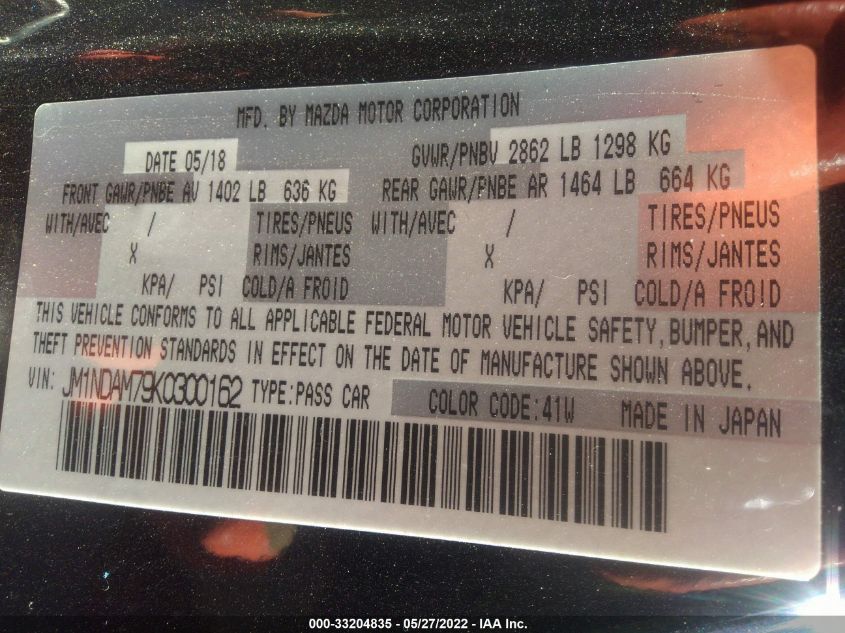 MFD. BY MAZDA MOTOR CORPORATION
DATE 05/18 GVWR/PNBV 2862 LB 1298 KG
FRONT GAWR/PNBE AV 1402 LB 636 KG REAR GAWR/PNBE AR 1464 LB 664 KG
WITH/AVEC / TIRES/PNEUS WITH/AVEC / TIRES/PNEUS
X RIMS/JANTES X RIMS/JANTES
KPA/ PSI COLD/A FROID KPA/ PSI COLD/A FROID
THIS VEHICLE CONFORMS TO ALL APPLICABLE FEDERAL MOTOR VEHICLE SAFETY, BUMPER, AND
THEFT PREVENTION STANDARDS IN EFFECT ON THE DATE OF MANUFACTURE SHOWN ABOVE.
VIN: JM1NDAM79K0300162 TYPE:PASS CAR COLOR CODE:41W MADE IN JAPAN
000-33204835 - 05/27/2022 - IAA Inc.